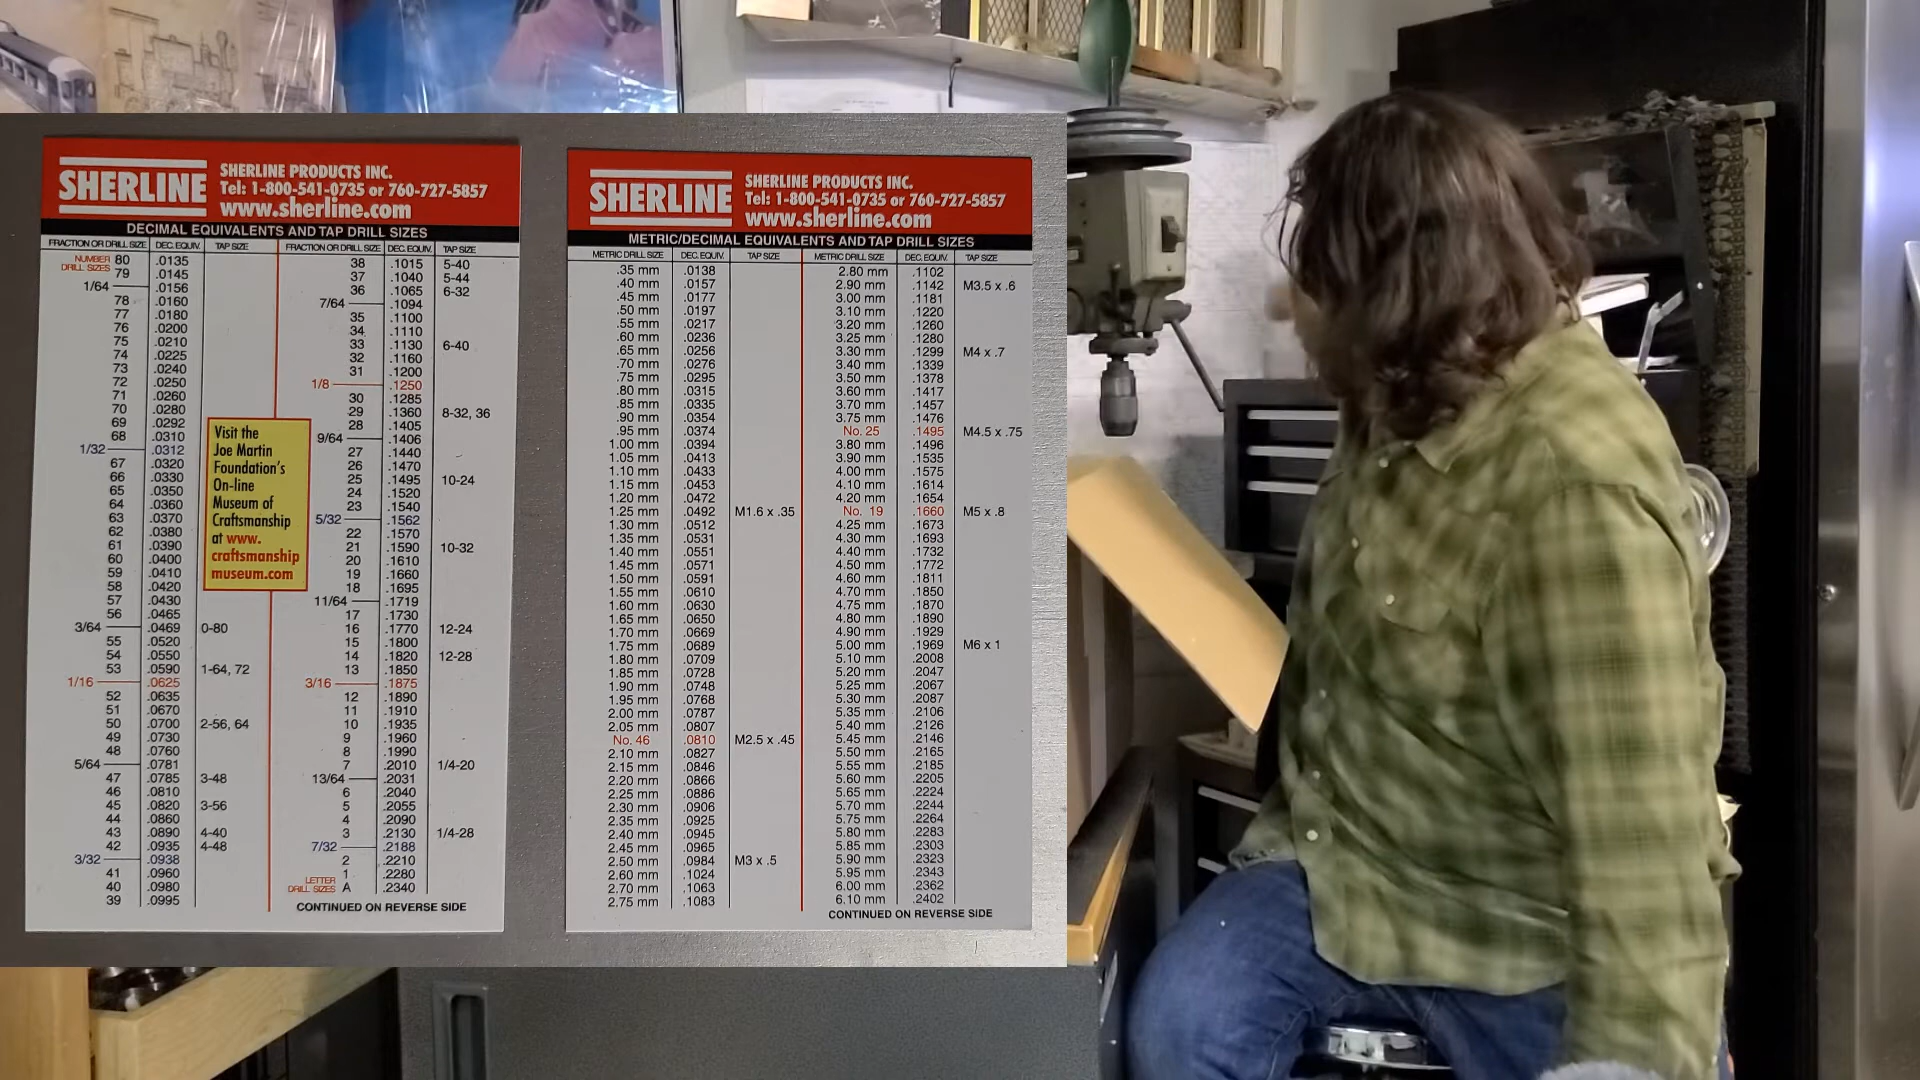 SHERLINE
SHERLINE PRODUCTS INC.
Tel: 1-800-541-0735 or 760-727-5857
www.sherline.com
DECIMAL EQUIVALENTS AND TAP DRILL SIZES
FRACTION OR DRILL SIZE DEC. EQUIV. TAP SIZE
NUMBER DRILL SIZES
80 .0135
79 .0145
1/64 .0156
78 .0160
77 .0180
76 .0200
75 .0210
74 .0225
73 .0240
72 .0250
71 .0260
70 .0280
69 .0292
68 .0310
1/32 .0312
67 .0320
66 .0330
65 .0350
64 .0360
63 .0370
62 .0380
61 .0390
60 .0400
59 .0410
58 .0420
57 .0430
56 .0465
3/64 .0469 0-80
55 .0520
54 .0550
53 .0590 1-64, 72
1/16 .0625
52 .0635
51 .0670
50 .0700 2-56, 64
49 .0730
48 .0760
5/64 .0781
47 .0785 3-48
46 .0810
45 .0820 3-56
44 .0860
43 .0890 4-40
42 .0935 4-48
3/32 .0938
41 .0960
40 .0980
39 .0995
Visit the
Joe Martin
Foundation's
On-line
Museum of
Craftsmanship
at www.
craftsmanship
museum.com
FRACTION OR DRILL SIZE DEC. EQUIV. TAP SIZE
38 .1015 5-40
37 .1040 5-44
36 .1065 6-32
7/64 .1094
35 .1100
34 .1110
33 .1130 6-40
32 .1160
31 .1200
1/8 .1250
30 .1285
29 .1360 8-32, 36
28 .1405
9/64 .1406
27 .1440
26 .1470
25 .1495 10-24
24 .1520
23 .1540
5/32 .1562
22 .1570
21 .1590 10-32
20 .1610
19 .1660
18 .1695
11/64 .1719
17 .1730
16 .1770 12-24
15 .1800
14 .1820 12-28
13 .1850
3/16 .1875
12 .1890
11 .1910
10 .1935
9 .1960
8 .1990
7 .2010 1/4-20
13/64 .2031
6 .2040
5 .2055
4 .2090
3 .2130 1/4-28
7/32 .2188
2 .2210
1 .2280
LETTER DRILL SIZES
A .2340
CONTINUED ON REVERSE SIDE
SHERLINE
SHERLINE PRODUCTS INC.
Tel: 1-800-541-0735 or 760-727-5857
www.sherline.com
METRIC/DECIMAL EQUIVALENTS AND TAP DRILL SIZES
METRIC DRILL SIZE DEC. EQUIV. TAP SIZE
.35 mm .0138
.40 mm .0157
.45 mm .0177
.50 mm .0197
.55 mm .0217
.60 mm .0236
.65 mm .0256
.70 mm .0276
.75 mm .0295
.80 mm .0315
.85 mm .0335
.90 mm .0354
.95 mm .0374
1.00 mm .0394
1.05 mm .0413
1.10 mm .0433
1.15 mm .0453
1.20 mm .0472
1.25 mm .0492 M1.6 x .35
1.30 mm .0512
1.35 mm .0531
1.40 mm .0551
1.45 mm .0571
1.50 mm .0591
1.55 mm .0610
1.60 mm .0630
1.65 mm .0650
1.70 mm .0669
1.75 mm .0689
1.80 mm .0709
1.85 mm .0728
1.90 mm .0748
1.95 mm .0768
2.00 mm .0787
2.05 mm .0807
No. 46 .0810 M2.5 x .45
2.10 mm .0827
2.15 mm .0846
2.20 mm .0866
2.25 mm .0886
2.30 mm .0906
2.35 mm .0925
2.40 mm .0945
2.45 mm .0965
2.50 mm .0984 M3 x .5
2.60 mm .1024
2.70 mm .1063
2.75 mm .1083
METRIC DRILL SIZE DEC. EQUIV. TAP SIZE
2.80 mm .1102
2.90 mm .1142 M3.5 x .6
3.00 mm .1181
3.10 mm .1220
3.20 mm .1260
3.25 mm .1280
3.30 mm .1299 M4 x .7
3.40 mm .1339
3.50 mm .1378
3.60 mm .1417
3.70 mm .1457
3.75 mm .1476
No. 25 .1495 M4.5 x .75
3.80 mm .1496
3.90 mm .1535
4.00 mm .1575
4.10 mm .1614
4.20 mm .1654
No. 19 .1660 M5 x .8
4.25 mm .1673
4.30 mm .1693
4.40 mm .1732
4.50 mm .1772
4.60 mm .1811
4.70 mm .1850
4.75 mm .1870
4.80 mm .1890
4.90 mm .1929
5.00 mm .1969 M6 x 1
5.10 mm .2008
5.20 mm .2047
5.25 mm .2067
5.30 mm .2087
5.35 mm .2106
5.40 mm .2126
5.45 mm .2146
5.50 mm .2165
5.55 mm .2185
5.60 mm .2205
5.65 mm .2224
5.70 mm .2244
5.75 mm .2264
5.80 mm .2283
5.85 mm .2303
5.90 mm .2323
5.95 mm .2343
6.00 mm .2362
6.10 mm .2402
CONTINUED ON REVERSE SIDE